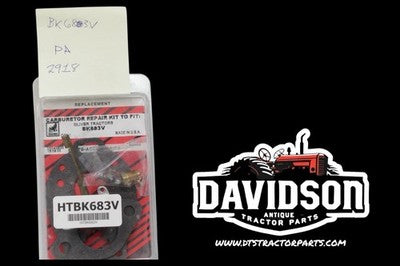 BK683V
PA
2918
REPLACEMENT
CARBURETOR REPAIR KIT TO FIT:
OLIVER TRACTORS
BK683V
MADE IN U.S.A.
HTBK683V
DAVIDSON
ANTIQUE
TRACTOR PARTS
WWW.DTSTRACTORPARTS.COM